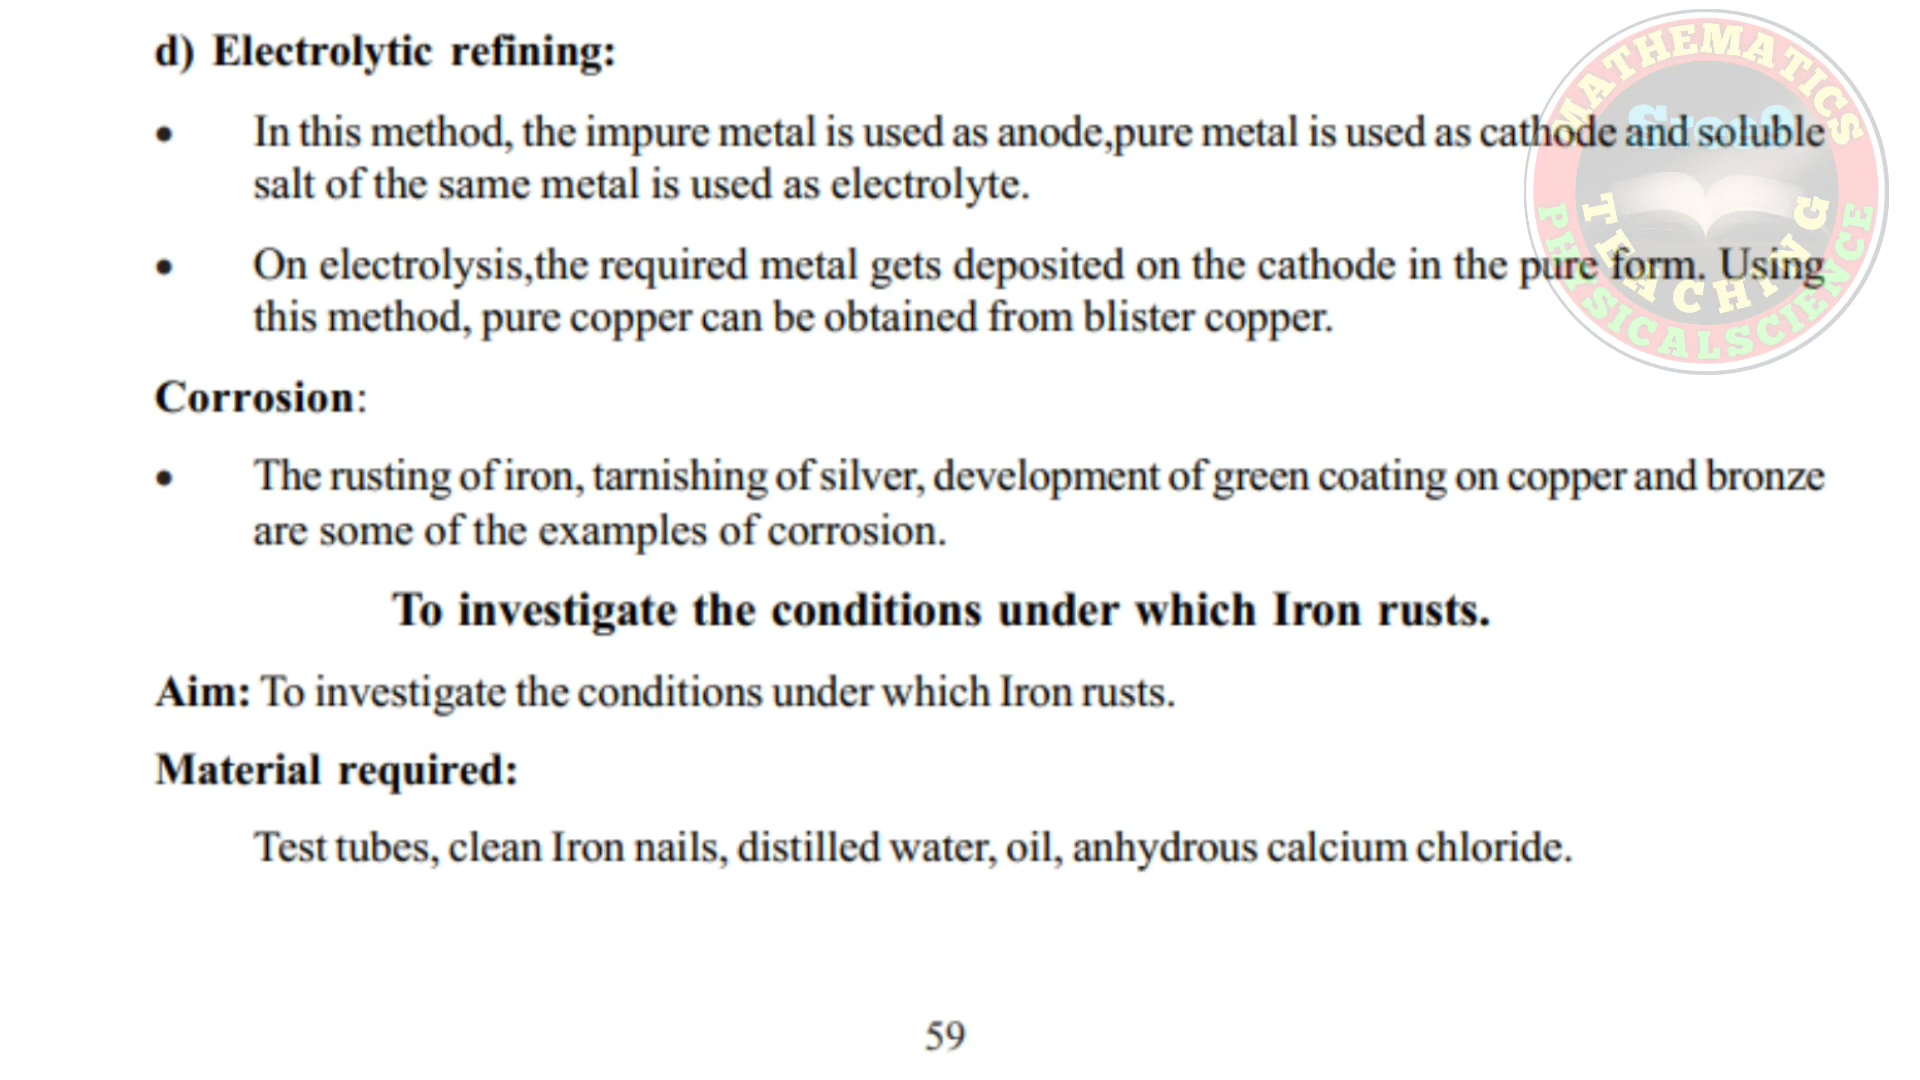 d) Electrolytic refining:
• In this method, the impure metal is used as anode,pure metal is used as cathode and soluble
salt of the same metal is used as electrolyte.
• On electrolysis,the required metal gets deposited on the cathode in the pure form. Using
this method, pure copper can be obtained from blister copper.
Corrosion:
• The rusting of iron, tarnishing of silver, development of green coating on copper and bronze
are some of the examples of corrosion.
To investigate the conditions under which Iron rusts.
Aim: To investigate the conditions under which Iron rusts.
Material required:
Test tubes, clean Iron nails, distilled water, oil, anhydrous calcium chloride.
59
MATHEMATICS
TEACHING
PHYSICALSCIENCE